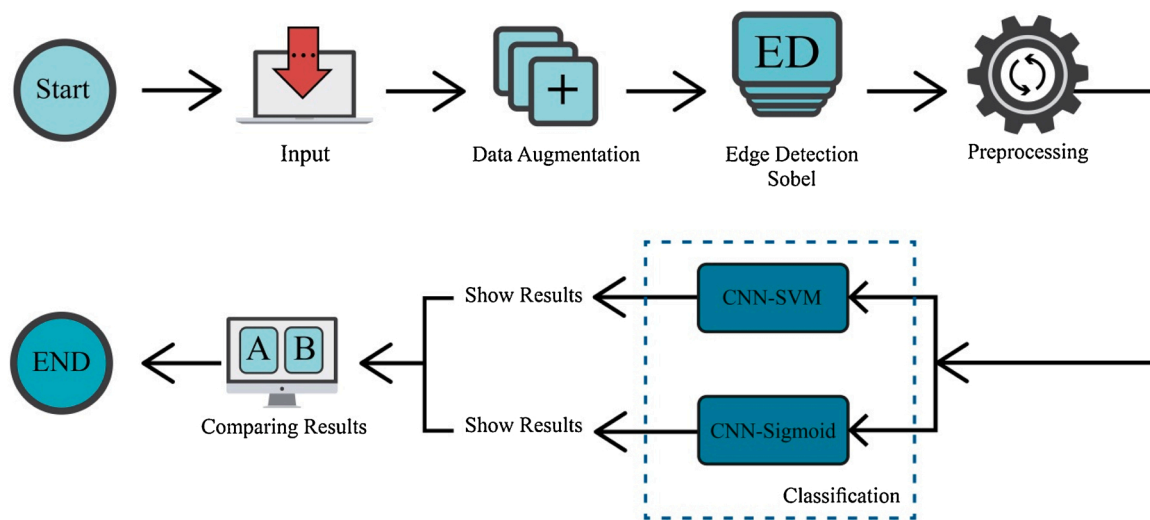 Start
...
Input
+
Data Augmentation
ED
Edge Detection
Sobel
Preprocessing
CNN-SVM
Show Results
A B
Comparing Results
END
CNN-Sigmoid
Show Results
Classification